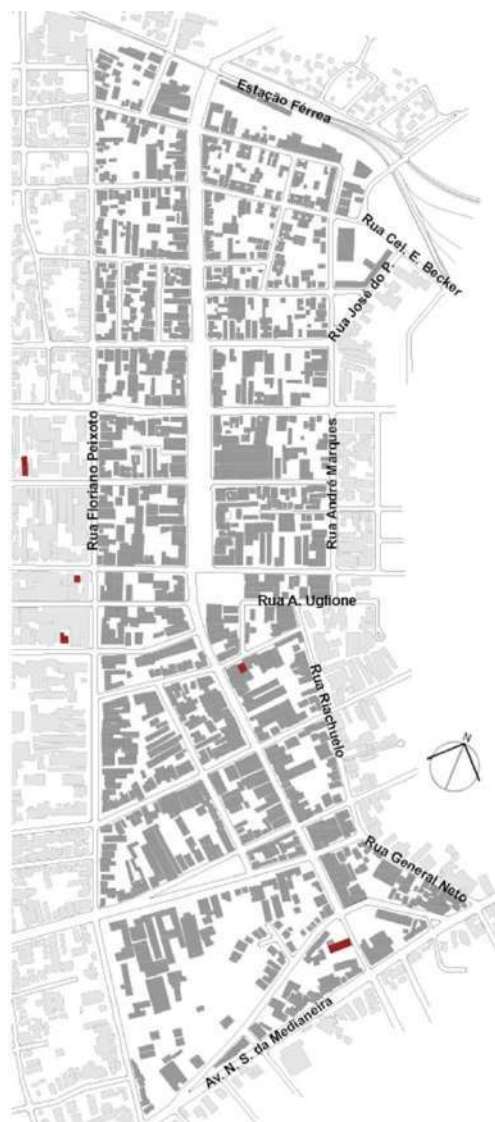 Estação Férrea
Rua Cel. E. Becker
Rua José do P.
Rua Floriano Peixoto
Rua André Marques
Rua A. Uglione
Rua Riachuelo
N
Rua General Neto
Av. N. S. da Medianeira